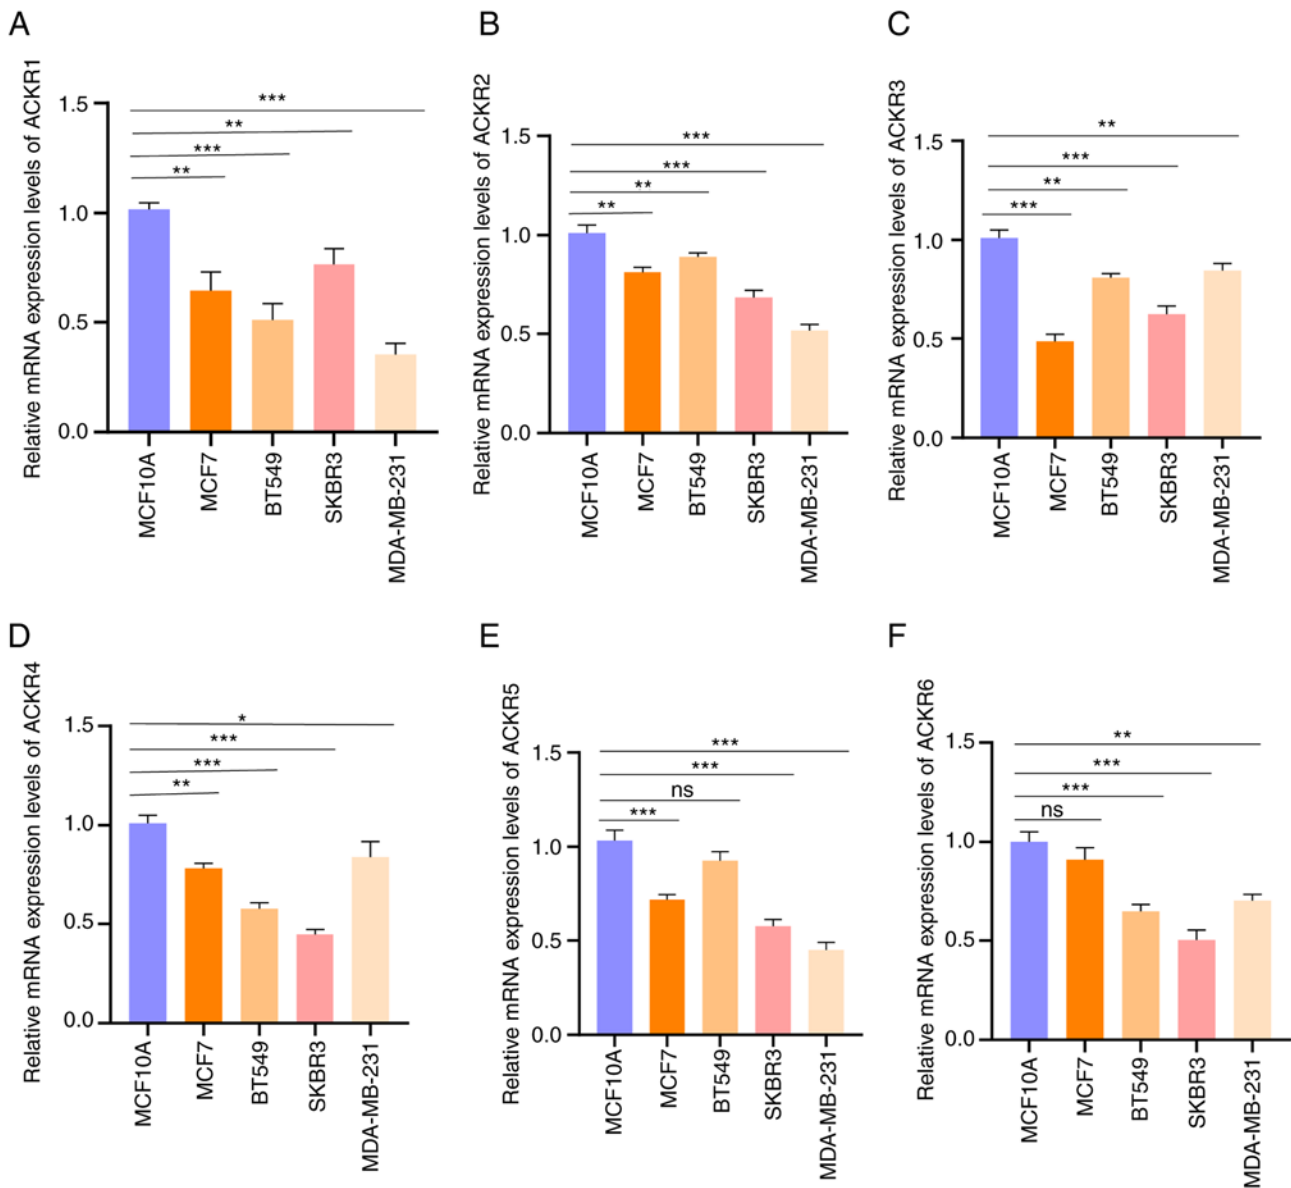 A
Relative mRNA expression levels of ACKR1
1.5
1.0
0.5
0.0
***
**
***
**
MCF10A
MCF7
BT549
SKBR3
MDA-MB-231
B
Relative mRNA expression levels of ACKR2
1.5
1.0
0.5
0.0
***
***
**
**
MCF10A
MCF7
BT549
SKBR3
MDA-MB-231
C
Relative mRNA expression levels of ACKR3
1.5
1.0
0.5
0.0
**
***
**
***
MCF10A
MCF7
BT549
SKBR3
MDA-MB-231
D
Relative mRNA expression levels of ACKR4
1.5
1.0
0.5
0.0
*
***
***
**
MCF10A
MCF7
BT549
SKBR3
MDA-MB-231
E
Relative mRNA expression levels of ACKR5
1.5
1.0
0.5
0.0
***
***
ns
***
MCF10A
MCF7
BT549
SKBR3
MDA-MB-231
F
Relative mRNA expression levels of ACKR6
1.5
1.0
0.5
0.0
**
***
***
ns
MCF10A
MCF7
BT549
SKBR3
MDA-MB-231